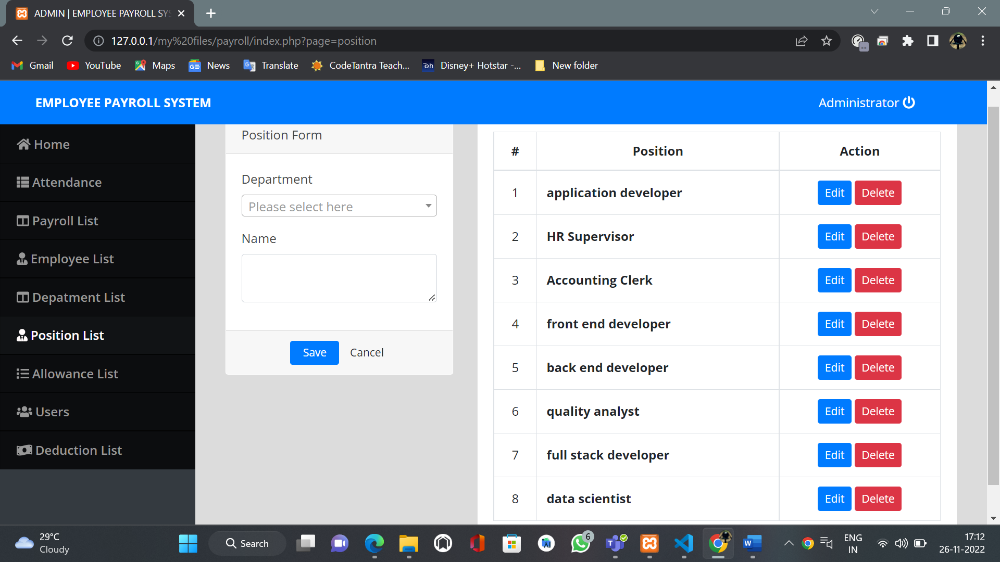 ADMIN | EMPLOYEE PAYROLL SYS
127.0.0.1/my%20files/payroll/index.php?page=position
Gmail YouTube Maps News Translate CodeTantra Teach... Disney+ Hotstar -... New folder
EMPLOYEE PAYROLL SYSTEM Administrator
Home
Attendance
Payroll List
Employee List
Depatment List
Position List
Allowance List
Users
Deduction List
Position Form
Department
Please select here
Name
Save Cancel
# Position Action
1 application developer Edit Delete
2 HR Supervisor Edit Delete
3 Accounting Clerk Edit Delete
4 front end developer Edit Delete
5 back end developer Edit Delete
6 quality analyst Edit Delete
7 full stack developer Edit Delete
8 data scientist Edit Delete
29°C
Cloudy
Search
6
ENG
IN
17:12
26-11-2022